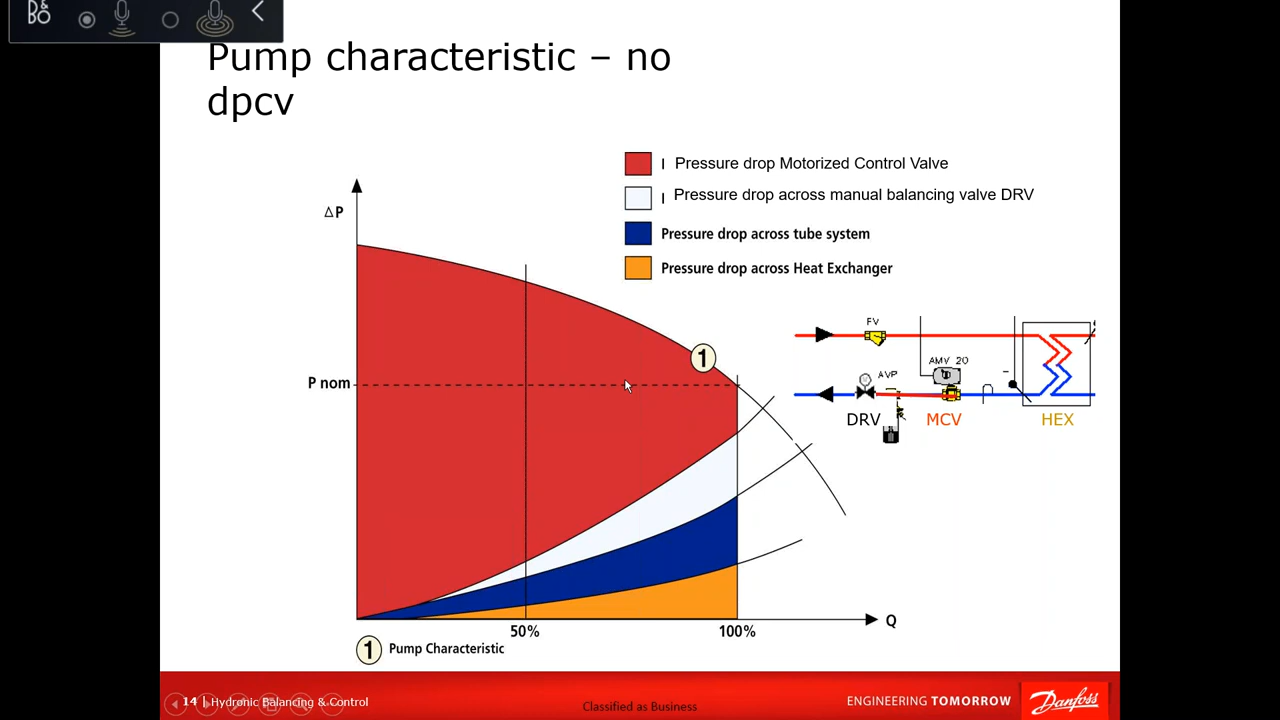 Pump characteristic – no
dpcv
Pressure drop Motorized Control Valve
Pressure drop across manual balancing valve DRV
Pressure drop across tube system
Pressure drop across Heat Exchanger
ΔP
1
P nom
FV
AMV 20
AVP
DRV
MCV
HEX
Q
50%
100%
1 Pump Characteristic
14 | Hydronic Balancing & Control
Classified as Business
ENGINEERING TOMORROW
Danfoss